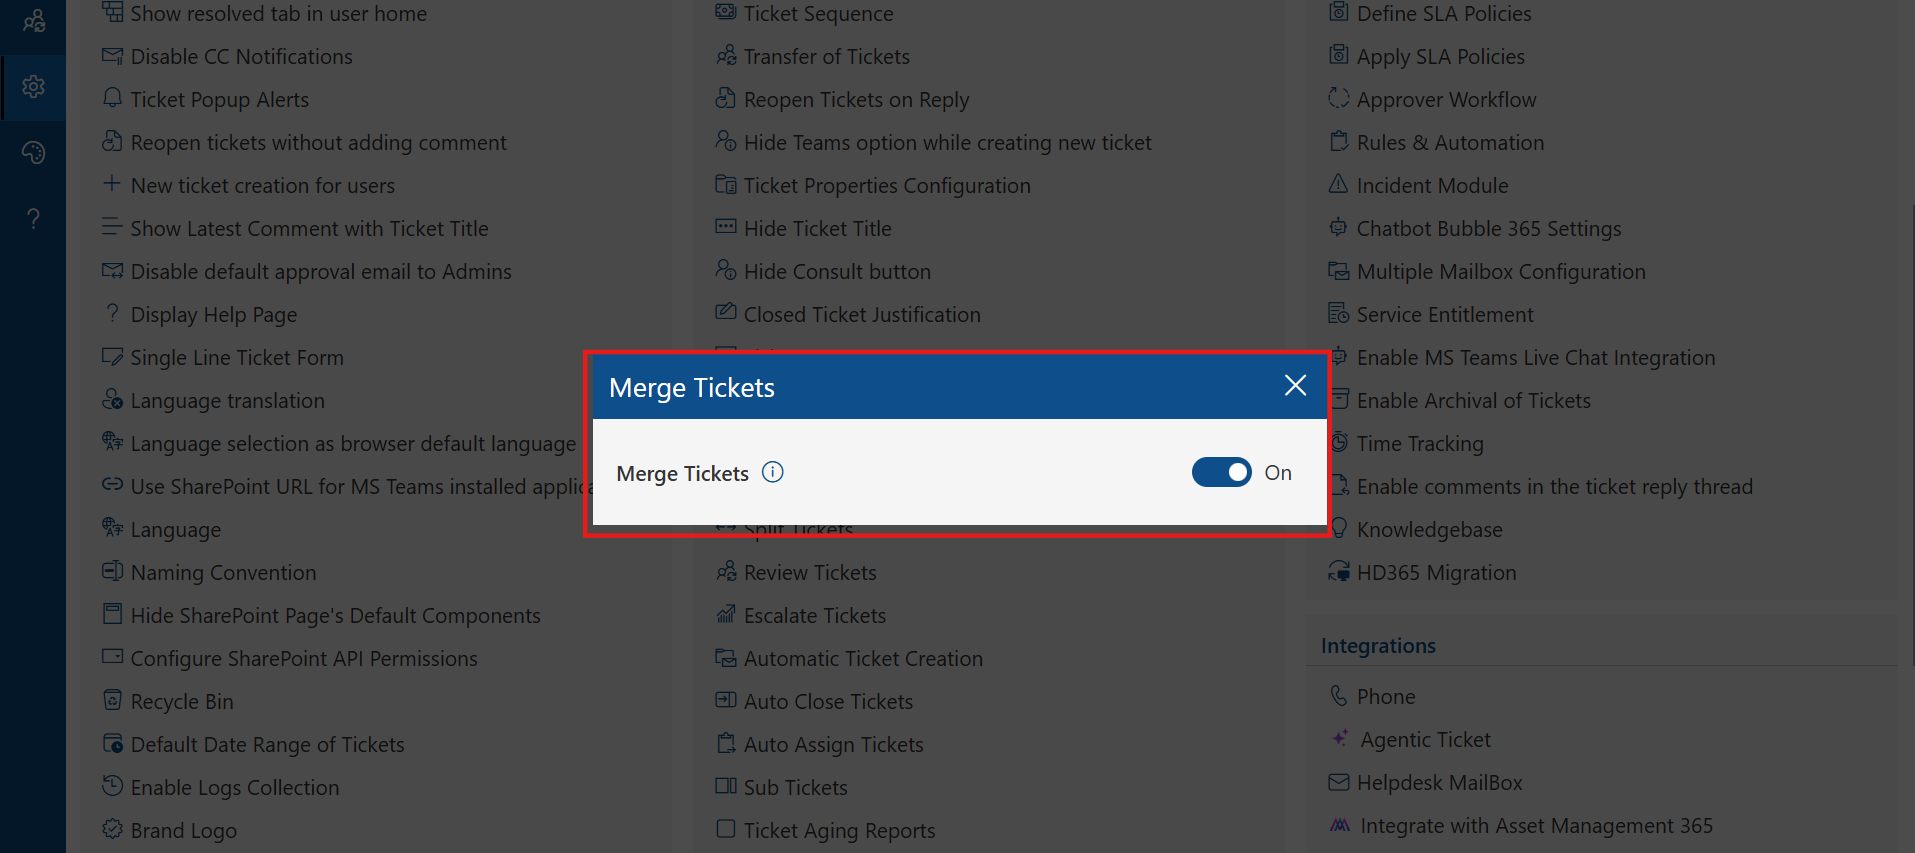 Show resolved tab in user home
Disable CC Notifications
Ticket Popup Alerts
Reopen tickets without adding comment
New ticket creation for users
Show Latest Comment with Ticket Title
Disable default approval email to Admins
Display Help Page
Single Line Ticket Form
Language translation
Language selection as browser default language
Use SharePoint URL for MS Teams installed applic
Language
Naming Convention
Hide SharePoint Page's Default Components
Configure SharePoint API Permissions
Recycle Bin
Default Date Range of Tickets
Enable Logs Collection
Brand Logo
Ticket Sequence
Transfer of Tickets
Reopen Tickets on Reply
Hide Teams option while creating new ticket
Ticket Properties Configuration
Hide Ticket Title
Hide Consult button
Closed Ticket Justification
Merge Tickets
Merge Tickets
On
Split Tickets
Review Tickets
Escalate Tickets
Automatic Ticket Creation
Auto Close Tickets
Auto Assign Tickets
Sub Tickets
Ticket Aging Reports
Define SLA Policies
Apply SLA Policies
Approver Workflow
Rules & Automation
Incident Module
Chatbot Bubble 365 Settings
Multiple Mailbox Configuration
Service Entitlement
Enable MS Teams Live Chat Integration
Enable Archival of Tickets
Time Tracking
Enable comments in the ticket reply thread
Knowledgebase
HD365 Migration
Integrations
Phone
Agentic Ticket
Helpdesk MailBox
Integrate with Asset Management 365